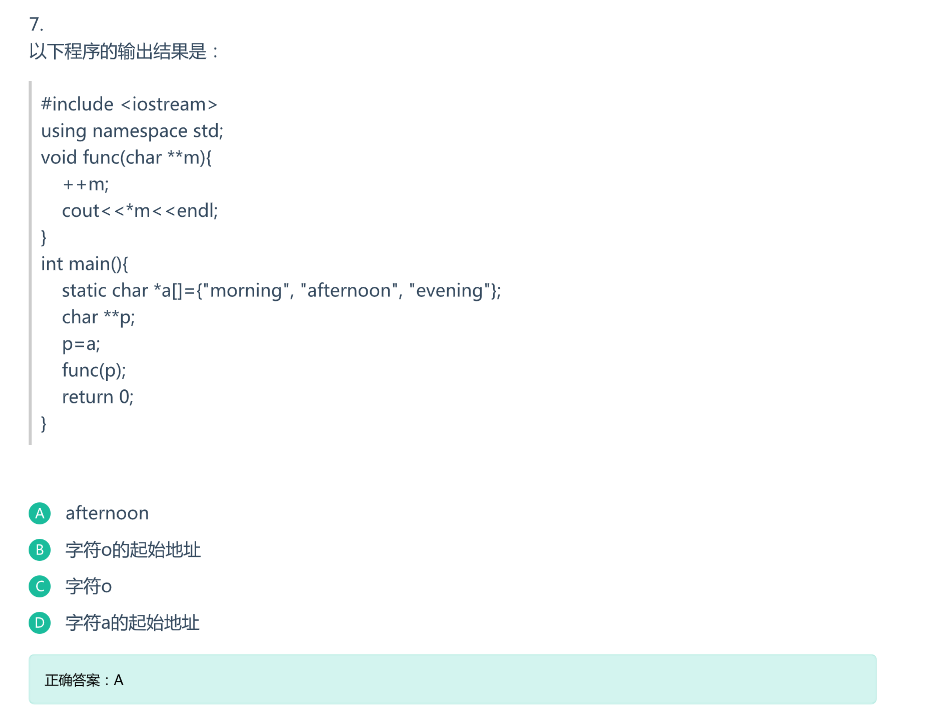 7.
以下程序的输出结果是：
#include <iostream>
using namespace std;
void func(char **m){
++m;
cout<<*m<<endl;
}
int main(){
static char *a[]={"morning", "afternoon", "evening"};
char **p;
p=a;
func(p);
return 0;
}
A afternoon
B 字符o的起始地址
C 字符o
D 字符a的起始地址
正确答案：A